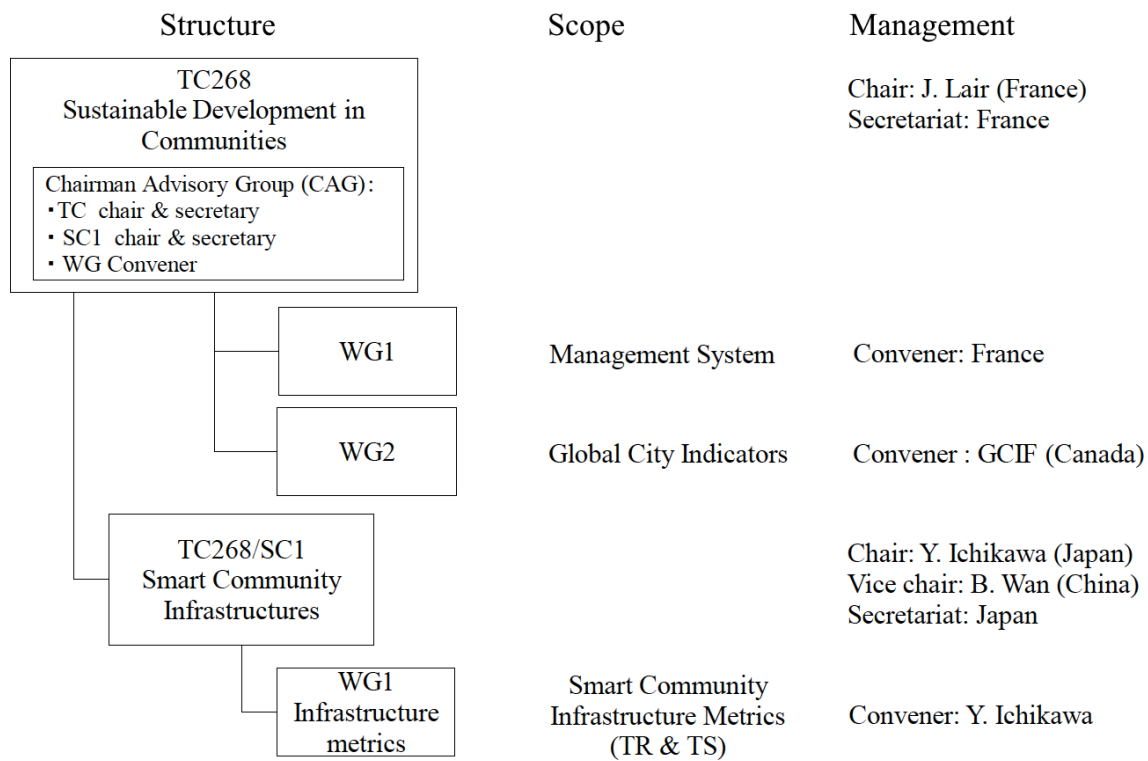 Structure
Scope
Management
TC268
Sustainable Development in
Communities
Chairman Advisory Group (CAG):
・TC chair & secretary
・ SC1 chair & secretary
・ WG Convener
Chair: J. Lair (France)
Secretariat: France
WG1
Management System
Convener: France
WG2
Global City Indicators
Convener : GCIF (Canada)
TC268/SC1
Smart Community
Infrastructures
Chair: Y. Ichikawa (Japan)
Vice chair: B. Wan (China)
Secretariat: Japan
WG1
Infrastructure
metrics
Smart Community
Infrastructure Metrics
(TR & TS)
Convener: Y. Ichikawa